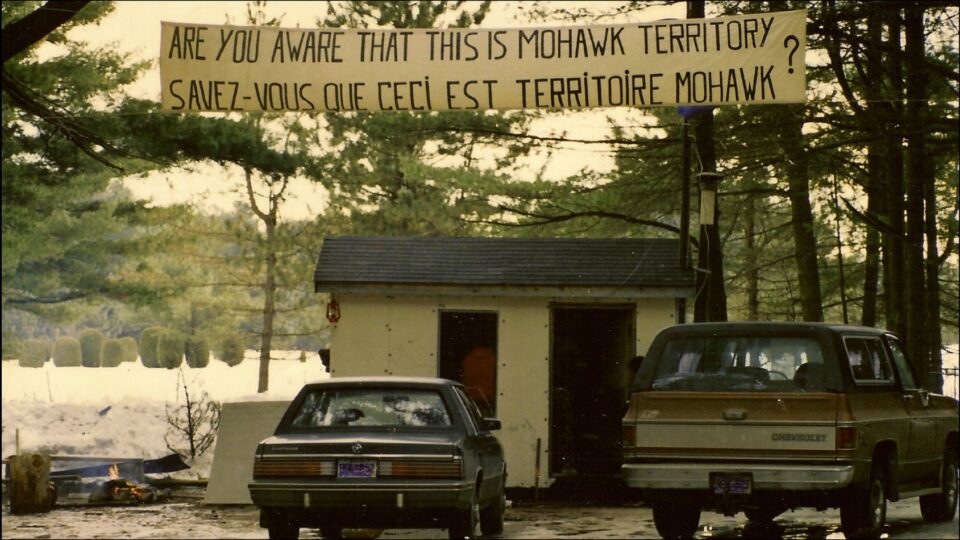 ARE YOU AWARE THAT THIS IS MOHAWK TERRITORY ?
SAVEZ-VOUS QUE CECi EST TERRiTOiRE MOHAWK
CHEVROLET